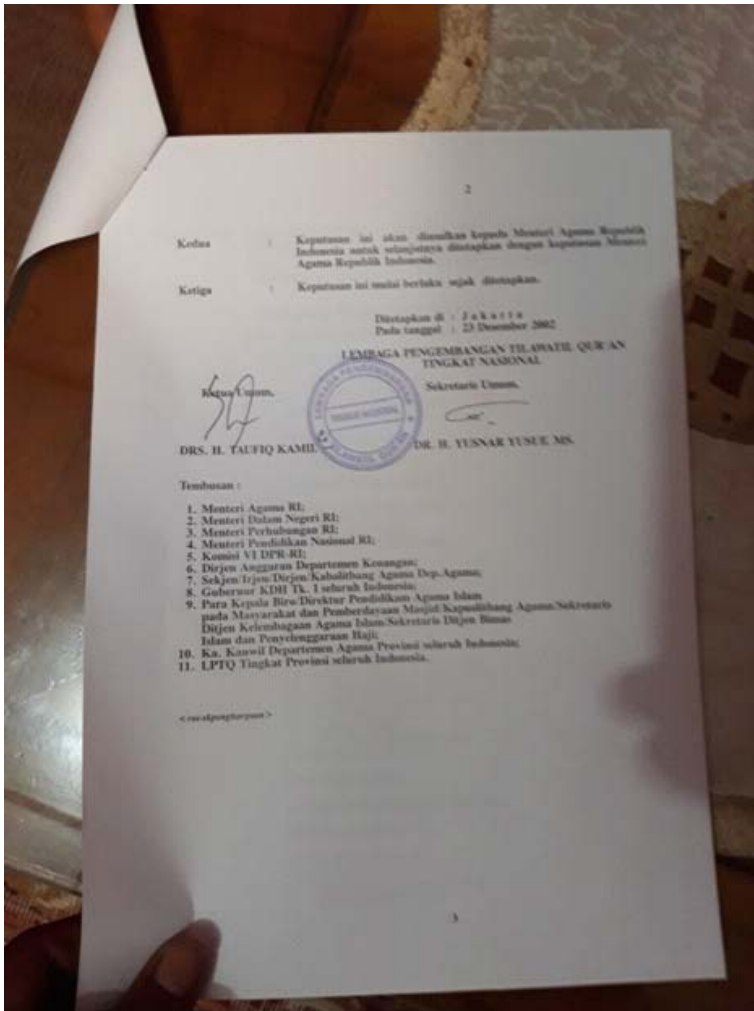 2
Kedua : Keputusan ini akan diusulkan kepada Menteri Agama Republik
Indonesia untuk selanjutnya ditetapkan dengan keputusan Menteri
Agama Republik Indonesia.
Ketiga : Keputusan ini mulai berlaku sejak ditetapkan.
Ditetapkan di : J a k a r t a
Pada tanggal : 23 Desember 2002
LEMBAGA PENGEMBANGAN TILAWATIL QUR'AN
TINGKAT NASIONAL
Ketua Umum,
Sekretaris Umum,
LEMBAGA PENGEMBANGAN
TINGKAT NASIONAL
TILAWATIL QUR'AN
DRS. H. TAUFIQ KAMIL
DR. H. YUSNAR YUSUF, MS.
Tembusan :
1. Menteri Agama RI;
2. Menteri Dalam Negeri RI;
3. Menteri Perhubungan RI;
4. Menteri Pendidikan Nasional RI;
5. Komisi VI DPR-RI;
6. Dirjen Anggaran Departemen Keuangan;
7. Sekjen/Irjen/Dirjen/Kabalitbang Agama Dep.Agama;
8. Gubernur KDH Tk. I seluruh Indonesia;
9. Para Kepala Biro/Direktur Pendidikan Agama Islam
pada Masyarakat dan Pemberdayaan Masjid/Kapuslitbang Agama/Sekretaris
Ditjen Kelembagaan Agama Islam/Sekretaris Ditjen Bimas
Islam dan Penyelenggaraan Haji;
10. Ka. Kanwil Departemen Agama Provinsi seluruh Indonesia;
11. LPTQ Tingkat Provinsi seluruh Indonesia.
3